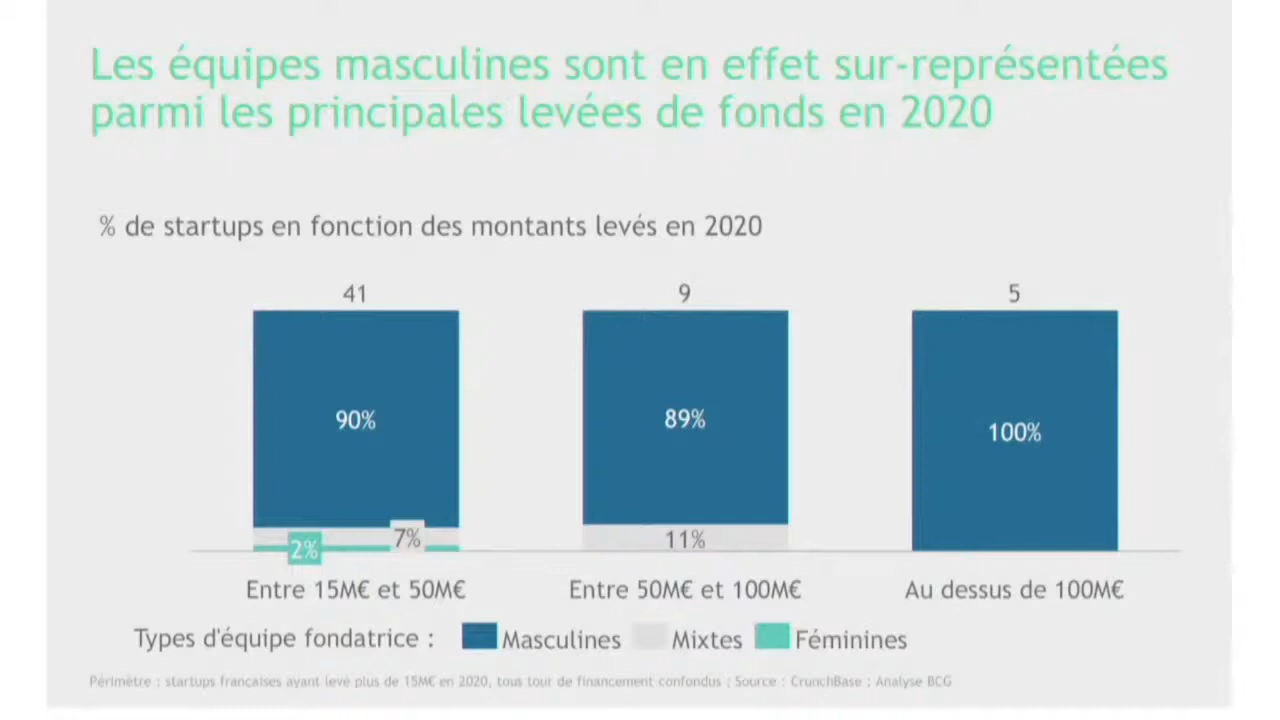 Les équipes masculines sont en effet sur-représentées
parmi les principales levées de fonds en 2020
% de startups en fonction des montants levés en 2020
41 9 5
90% 89% 100%
2% 7% 11%
Entre 15M€ et 50M€ Entre 50M€ et 100M€ Au dessus de 100M€
Types d'équipe fondatrice : Masculines Mixtes Féminines
Périmètre : startups francaises ayant levé plus de 15M€ en 2020, tous tour de financement confondus ; Source : CrunchBase ; Analyse BCG